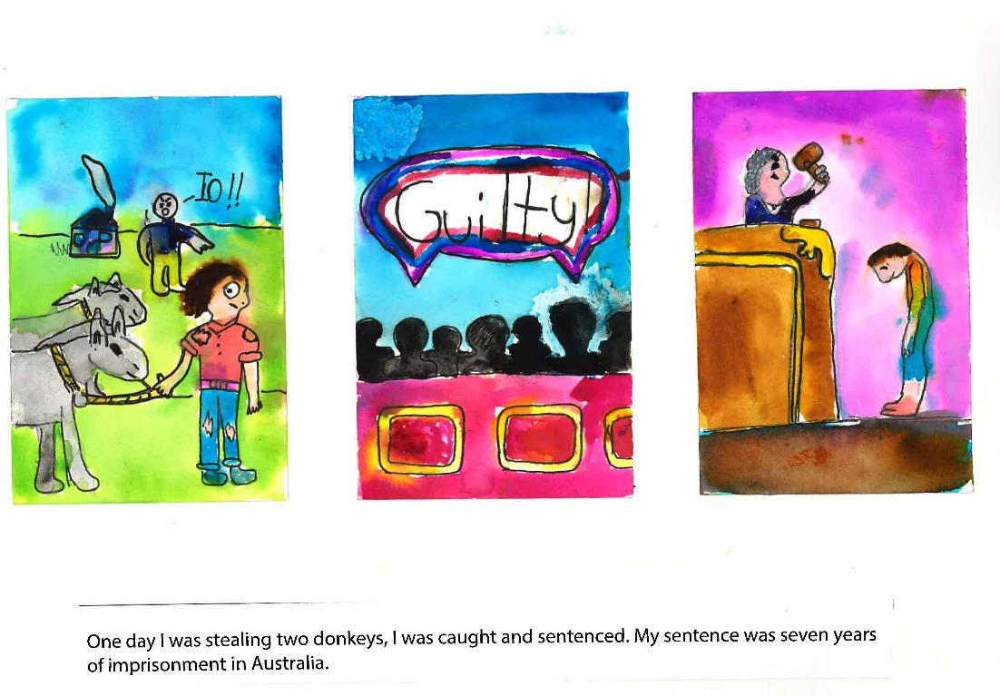 IO!!
Guilty
One day I was stealing two donkeys, I was caught and sentenced. My sentence was seven years
of imprisonment in Australia.